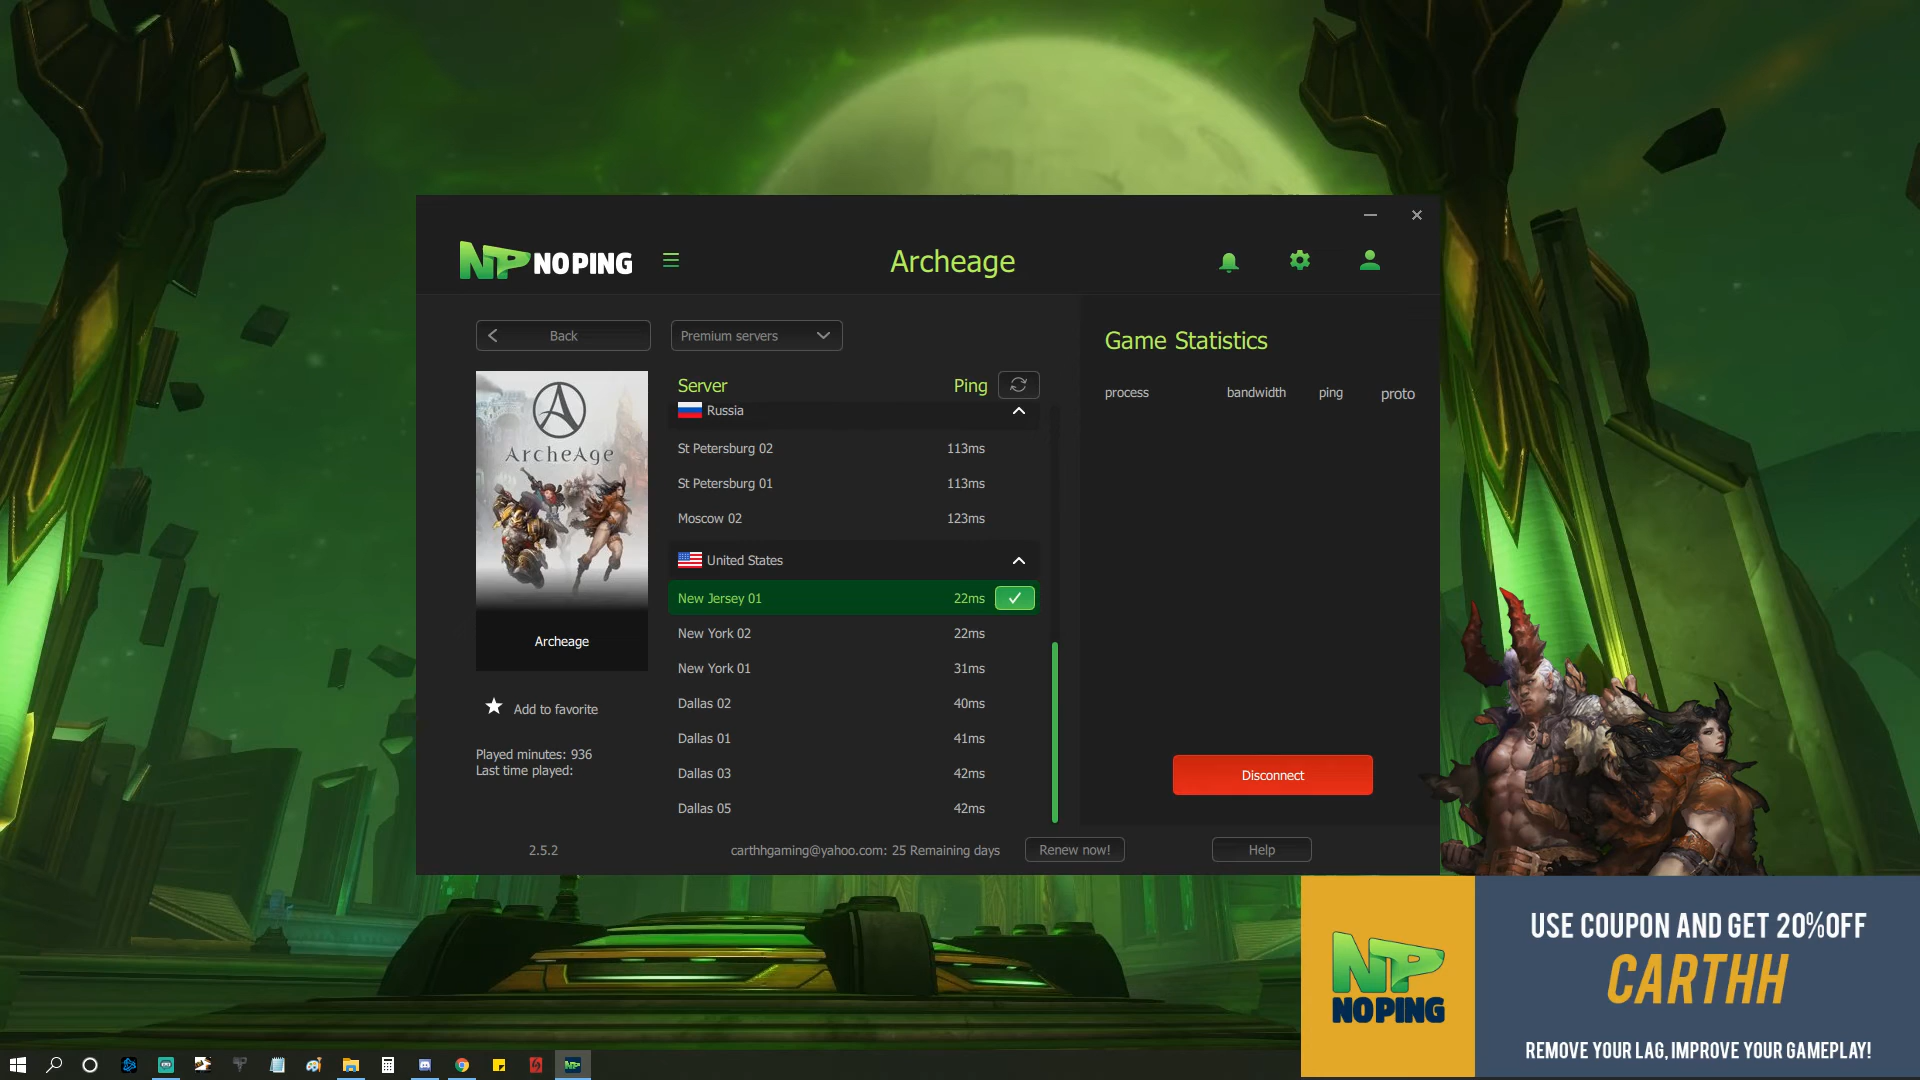 NP NOPING
Archeage
Back
Premium servers
ARCHEAGE
Archeage
Add to favorite
Played minutes: 936
Last time played:
Server Ping
Russia
St Petersburg 02 113ms
St Petersburg 01 113ms
Moscow 02 123ms
United States
New Jersey 01 22ms
New York 02 22ms
New York 01 31ms
Dallas 02 40ms
Dallas 01 41ms
Dallas 03 42ms
Dallas 05 42ms
Game Statistics
process bandwidth ping proto
Disconnect
2.5.2
carthhgaming@yahoo.com: 25 Remaining days
Renew now!
Help
NP
NOPING
USE COUPON AND GET 20%OFF
CARTHH
REMOVE YOUR LAG, IMPROVE YOUR GAMEPLAY!
NP